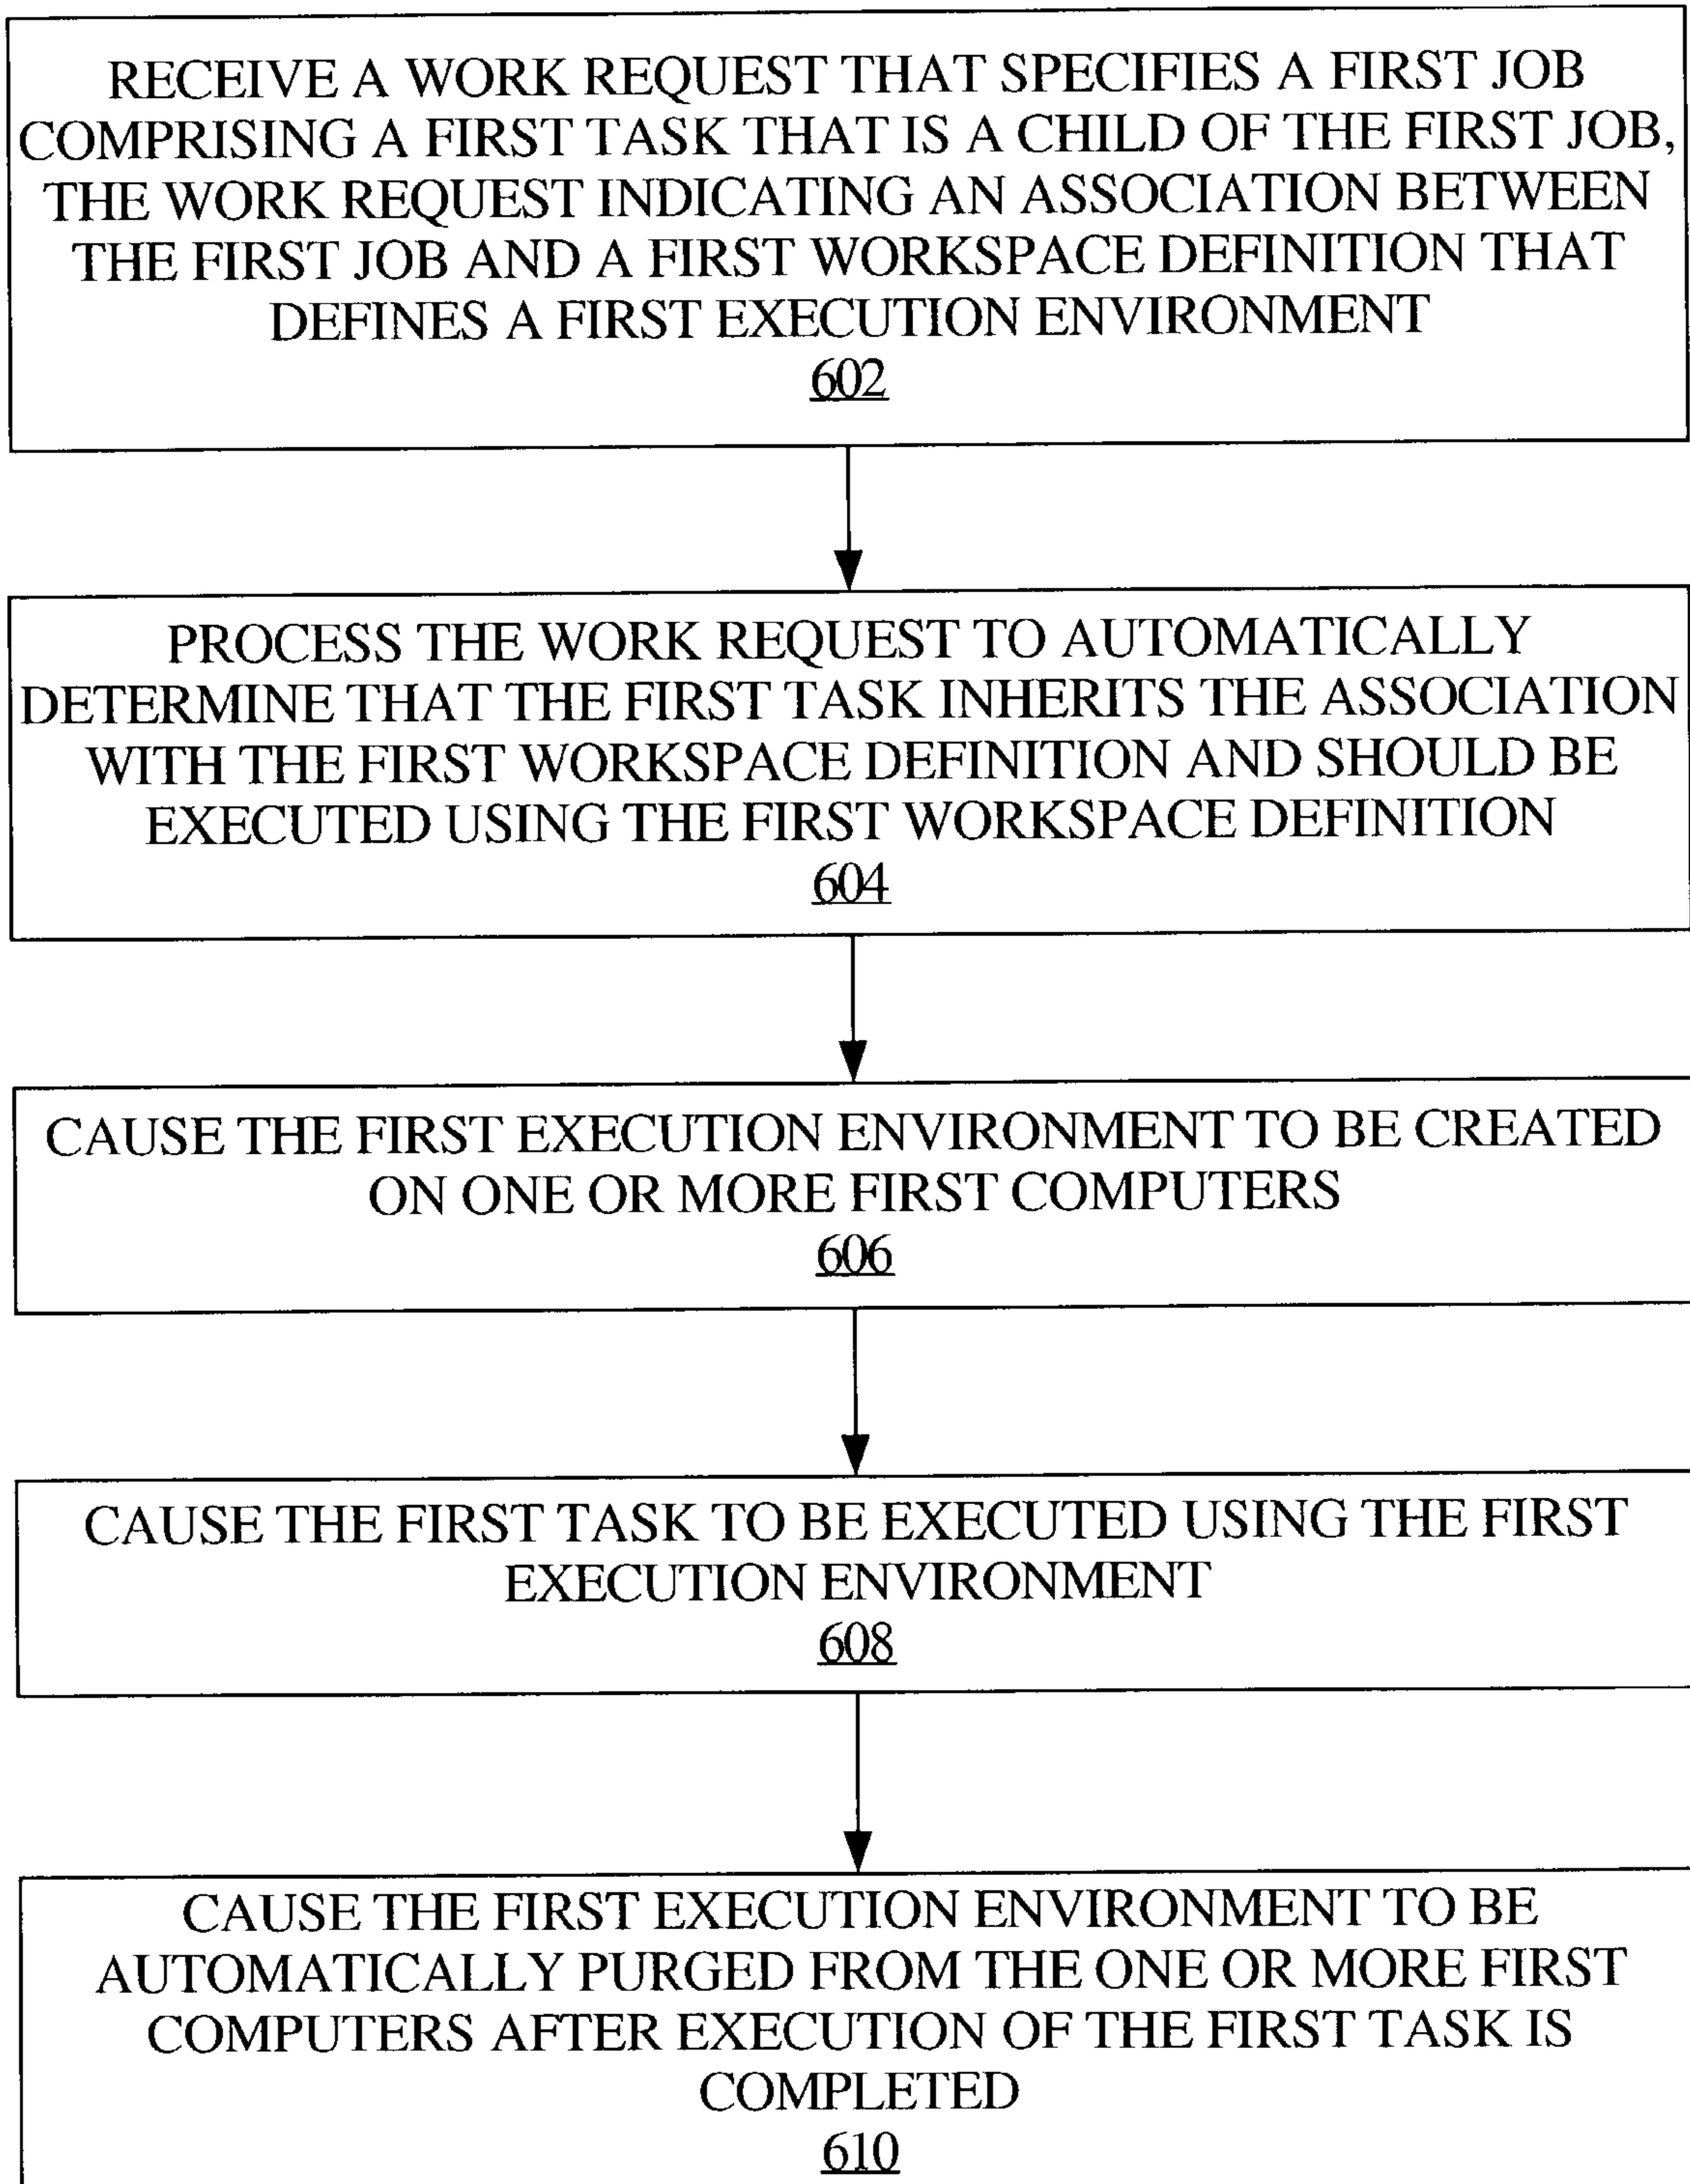 RECEIVE A WORK REQUEST THAT SPECIFIES A FIRST JOB
COMPRISING A FIRST TASK THAT IS A CHILD OF THE FIRST JOB,
THE WORK REQUEST INDICATING AN ASSOCIATION BETWEEN
THE FIRST JOB AND A FIRST WORKSPACE DEFINITION THAT
DEFINES A FIRST EXECUTION ENVIRONMENT
602
PROCESS THE WORK REQUEST TO AUTOMATICALLY
DETERMINE THAT THE FIRST TASK INHERITS THE ASSOCIATION
WITH THE FIRST WORKSPACE DEFINITION AND SHOULD BE
EXECUTED USING THE FIRST WORKSPACE DEFINITION
604
CAUSE THE FIRST EXECUTION ENVIRONMENT TO BE CREATED
ON ONE OR MORE FIRST COMPUTERS
606
CAUSE THE FIRST TASK TO BE EXECUTED USING THE FIRST
EXECUTION ENVIRONMENT
608
CAUSE THE FIRST EXECUTION ENVIRONMENT TO BE
AUTOMATICALLY PURGED FROM THE ONE OR MORE FIRST
COMPUTERS AFTER EXECUTION OF THE FIRST TASK IS
COMPLETED
610